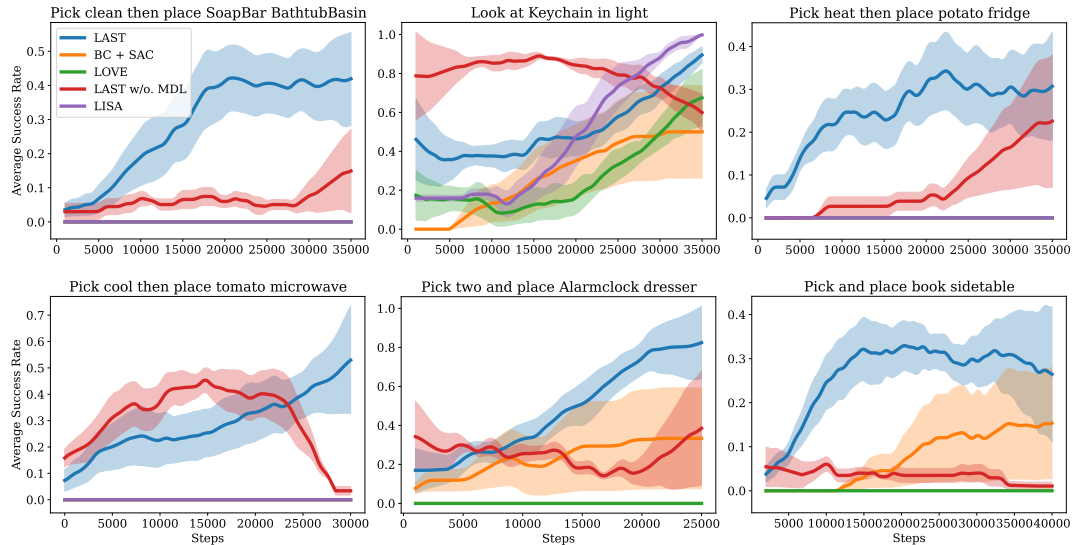 Pick clean then place SoapBar BathtubBasin
Average Success Rate
0.5
0.4
0.3
0.2
0.1
0.0
LAST
BC + SAC
LOVE
LAST w/o. MDL
LISA
0 5000 10000 15000 20000 25000 30000 35000
Look at Keychain in light
1.0
0.8
0.6
0.4
0.2
0.0
0 5000 10000 15000 20000 25000 30000 35000
Pick heat then place potato fridge
0.4
0.3
0.2
0.1
0.0
0 5000 10000 15000 20000 25000 30000 35000
Pick cool then place tomato microwave
Average Success Rate
0.7
0.6
0.5
0.4
0.3
0.2
0.1
0.0
0 5000 10000 15000 20000 25000 30000
Steps
Pick two and place Alarmclock dresser
1.0
0.8
0.6
0.4
0.2
0.0
0 5000 10000 15000 20000 25000
Steps
Pick and place book sidetable
0.4
0.3
0.2
0.1
0.0
5000 10000 15000 20000 25000 30000 35000 40000
Steps